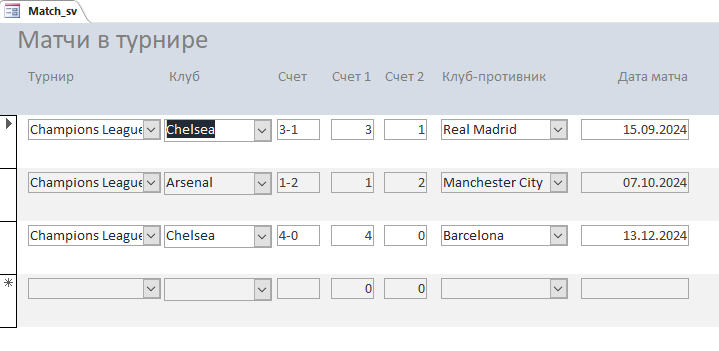 Match_sv
Матчи в турнире
Турнир Клуб Счет Счет 1 Счет 2 Клуб-противник Дата матча
Champions League Chelsea 3-1 3 1 Real Madrid 15.09.2024
Champions League Arsenal 1-2 1 2 Manchester City 07.10.2024
Champions League Chelsea 4-0 4 0 Barcelona 13.12.2024
0 0